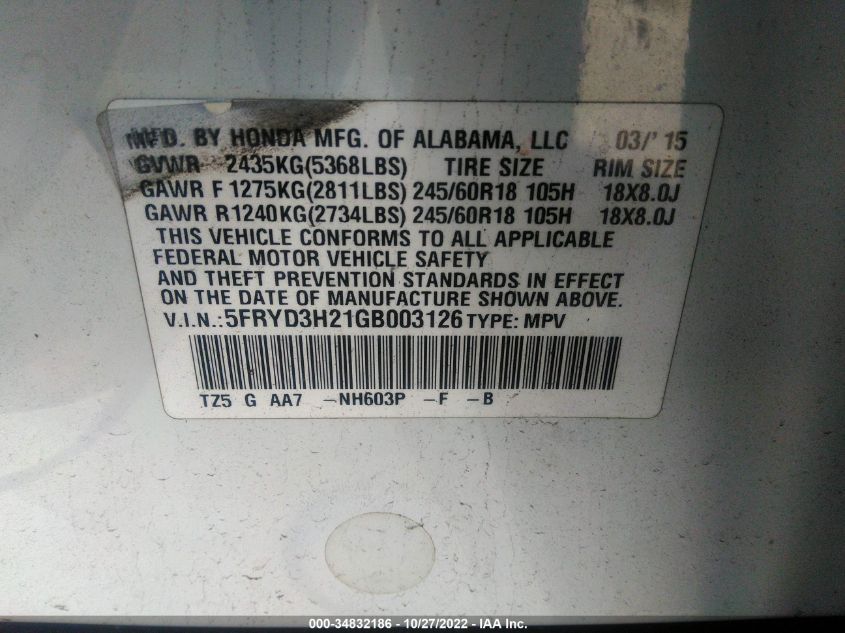 MFD. BY HONDA MFG. OF ALABAMA, LLC 03/'15
GVWR 2435KG(5368LBS) TIRE SIZE RIM SIZE
GAWR F 1275KG(2811LBS) 245/60R18 105H 18X8.0J
GAWR R1240KG(2734LBS) 245/60R18 105H 18X8.0J
THIS VEHICLE CONFORMS TO ALL APPLICABLE
FEDERAL MOTOR VEHICLE SAFETY
AND THEFT PREVENTION STANDARDS IN EFFECT
ON THE DATE OF MANUFACTURE SHOWN ABOVE.
V.I.N.:5FRYD3H21GB003126 TYPE: MPV
TZ5 G AA7 -NH603P -F -B
000-34832186 - 10/27/2022 - IAA Inc.